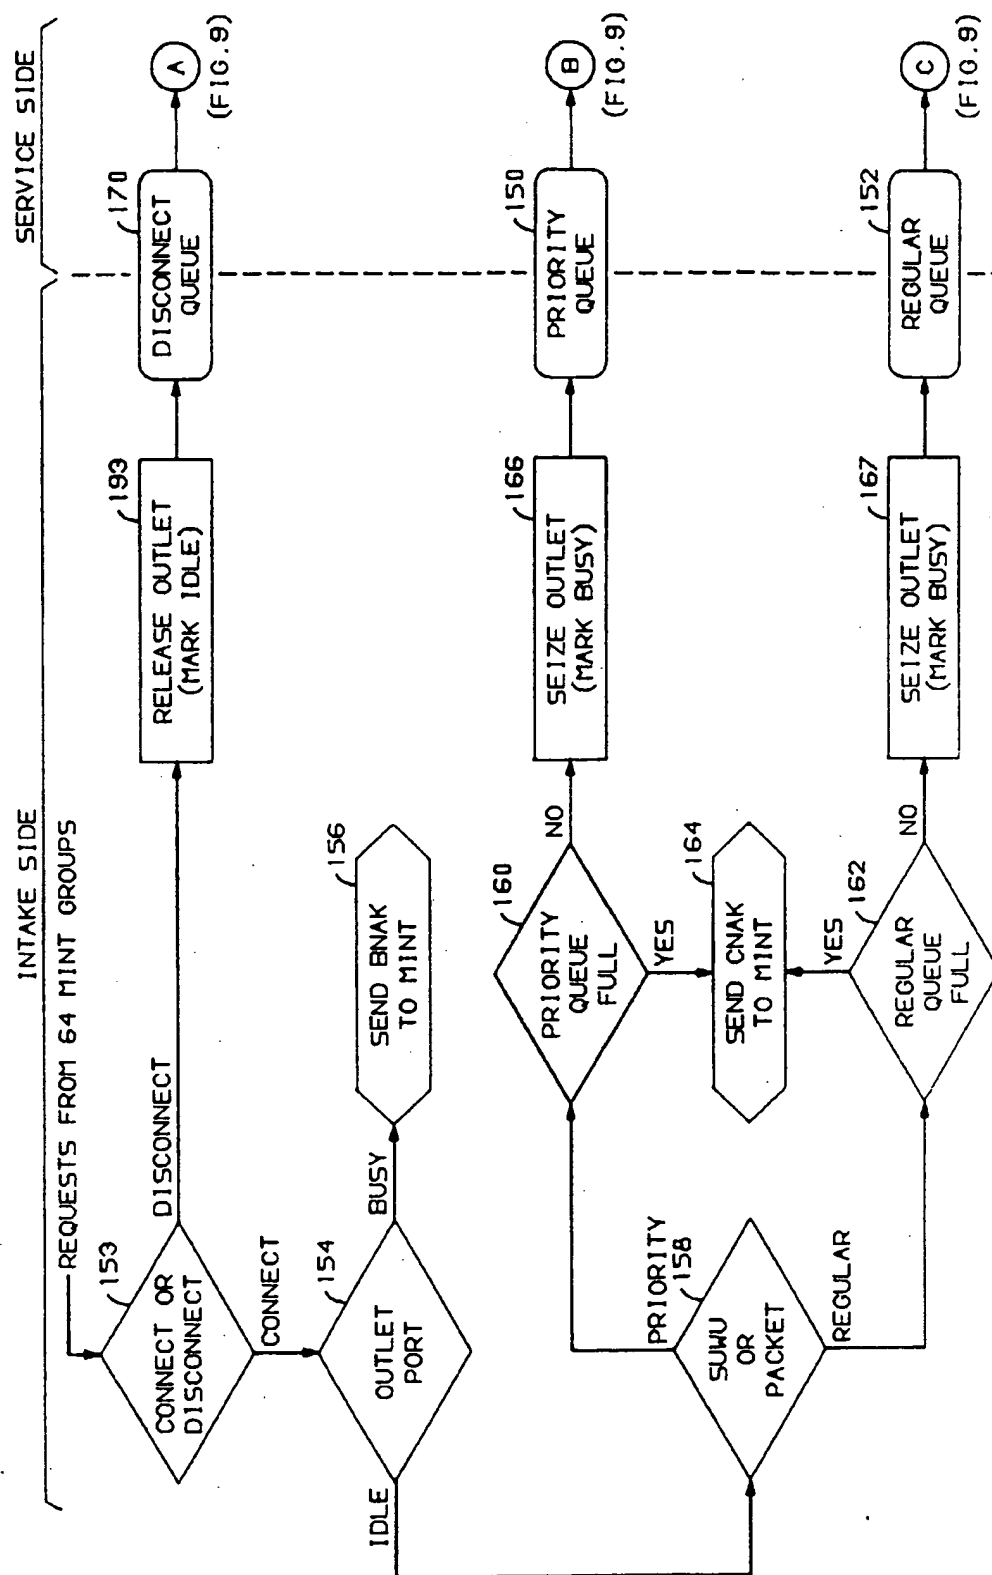 INTAKE SIDE
SERVICE SIDE
REQUESTS FROM 64 MINT GROUPS
153
CONNECT OR
DISCONNECT
DISCONNECT
193
RELEASE OUTLET
(MARK IDLE)
170
DISCONNECT
QUEUE
A
(FIG.9)
CONNECT
154
OUTLET
PORT
BUSY
156
SEND BNAK
TO MINT
IDLE
PRIORITY
158
SUWU
OR
PACKET
REGULAR
160
PRIORITY
QUEUE
FULL
NO
166
SEIZE OUTLET
(MARK BUSY)
150
PRIORITY
QUEUE
B
(FIG.9)
YES
164
SEND CNAK
TO MINT
YES
162
REGULAR
QUEUE
FULL
NO
167
SEIZE OUTLET
(MARK BUSY)
152
REGULAR
QUEUE
C
(FIG.9)